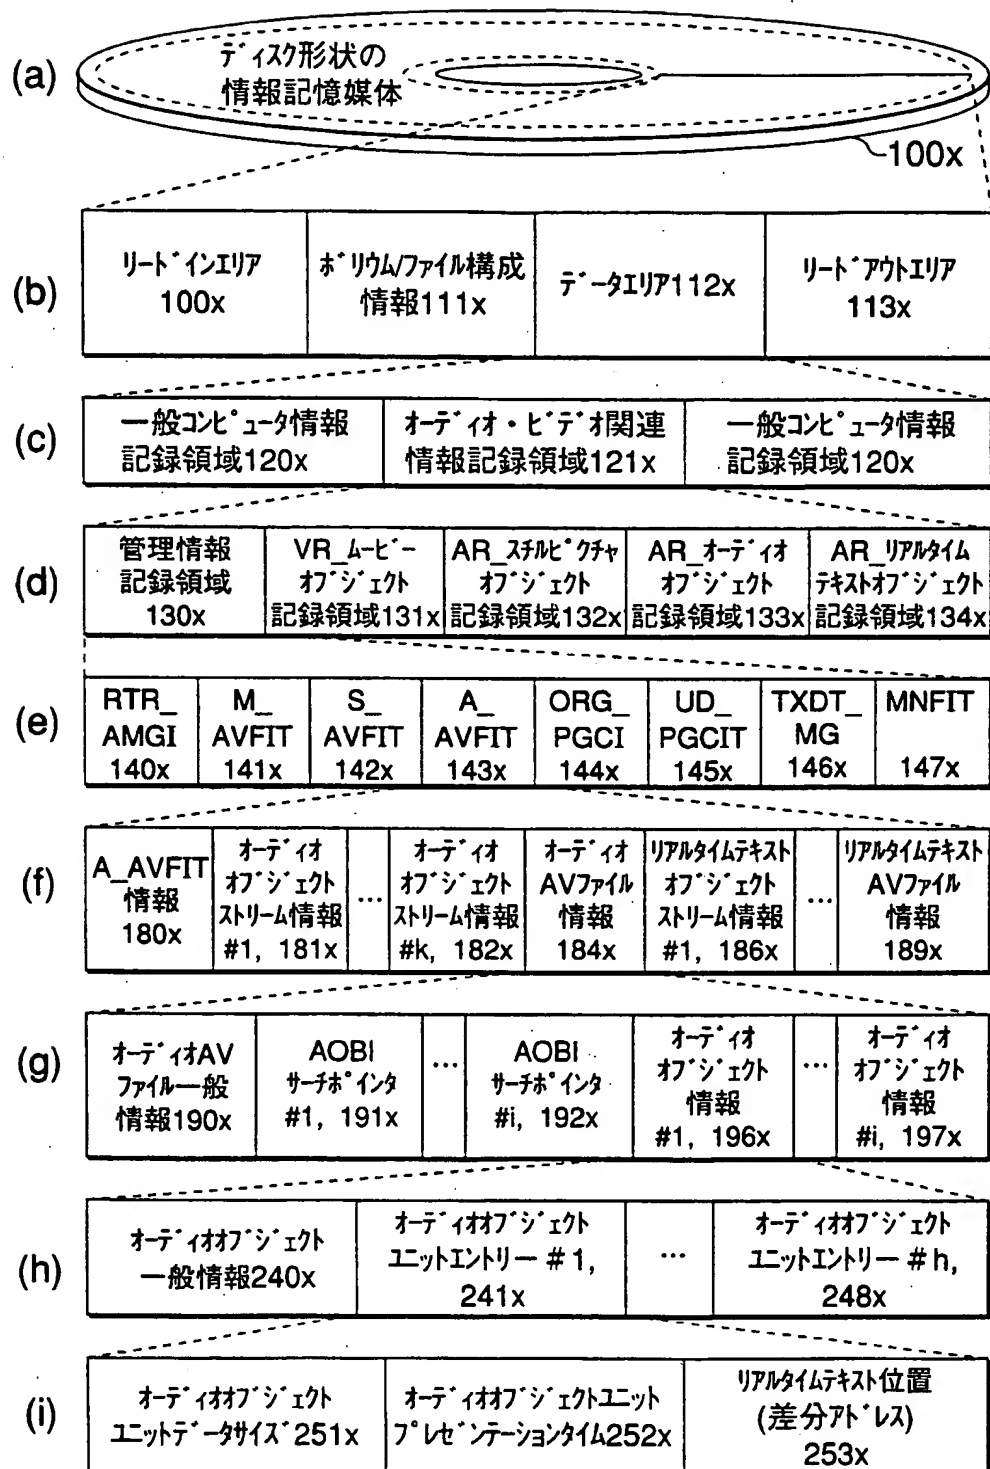 (a)
ディスク形状の
情報記憶媒体
100x
(b)
リードインエリア
100x
ボリウム/ファイル構成
情報111x
データエリア112x
リードアウトエリア
113x
(c)
一般コンピュータ情報
記録領域120x
オーディオ・ビデオ関連
情報記録領域121x
一般コンピュータ情報
記録領域120x
(d)
管理情報
記録領域
130x
VR_ムービー
オブジェクト
記録領域131x
AR_スチルピクチャ
オブジェクト
記録領域132x
AR_オーディオ
オブジェクト
記録領域133x
AR_リアルタイム
テキストオブジェクト
記録領域134x
(e)
RTR_
AMGI
140x
M_
AVFIT
141x
S_
AVFIT
142x
A_
AVFIT
143x
ORG_
PGCI
144x
UD_
PGCIT
145x
TXDT_
MG
146x
MNFIT
147x
(f)
A_AVFIT
情報
180x
オーディオ
オブジェクト
ストリーム情報
#1, 181x
…
オーディオ
オブジェクト
ストリーム情報
#k, 182x
オーディオ
AVファイル
情報
184x
リアルタイムテキスト
オブジェクト
ストリーム情報
#1, 186x
…
リアルタイムテキスト
AVファイル
情報
189x
(g)
オーディオAV
ファイル一般
情報190x
AOBI
サーチポインタ
#1, 191x
…
AOBI
サーチポインタ
#i, 192x
オーディオ
オブジェクト
情報
#1, 196x
…
オーディオ
オブジェクト
情報
#i, 197x
(h)
オーディオオブジェクト
一般情報240x
オーディオオブジェクト
ユニットエントリー #1,
241x
…
オーディオオブジェクト
ユニットエントリー #h,
248x
(i)
オーディオオブジェクト
ユニットデータサイズ251x
オーディオオブジェクトユニット
プレゼンテーションタイム252x
リアルタイムテキスト位置
(差分アドレス)
253x